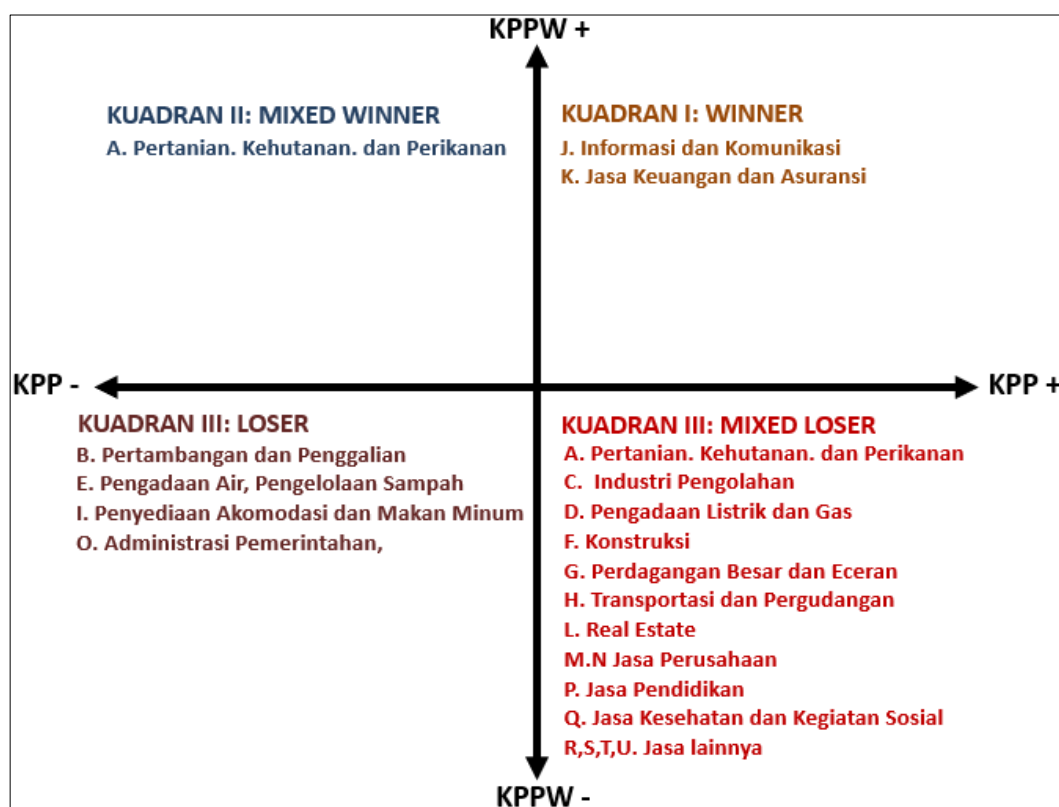 KPPW +
KUADRAN II: MIXED WINNER
A. Pertanian. Kehutanan. dan Perikanan
KUADRAN I: WINNER
J. Informasi dan Komunikasi
K. Jasa Keuangan dan Asuransi
KPP -
KPP +
KUADRAN III: LOSER
B. Pertambangan dan Penggalian
E. Pengadaan Air, Pengelolaan Sampah
I. Penyediaan Akomodasi dan Makan Minum
O. Administrasi Pemerintahan,
KUADRAN III: MIXED LOSER
A. Pertanian. Kehutanan. dan Perikanan
C. Industri Pengolahan
D. Pengadaan Listrik dan Gas
F. Konstruksi
G. Perdagangan Besar dan Eceran
H. Transportasi dan Pergudangan
L. Real Estate
M.N Jasa Perusahaan
P. Jasa Pendidikan
Q. Jasa Kesehatan dan Kegiatan Sosial
R,S,T,U. Jasa lainnya
KPPW -